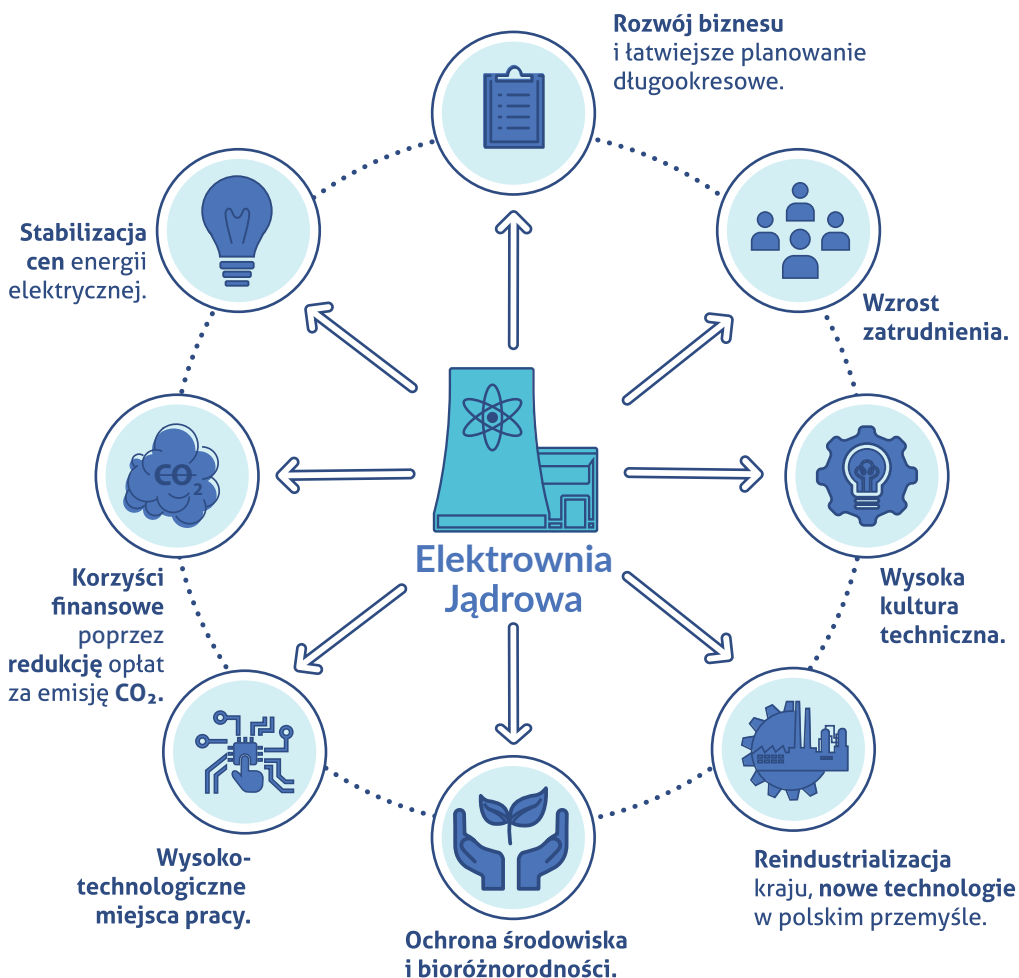 Rozwój biznesu
i łatwiejsze planowanie
długookresowe.
Stabilizacja
cen energii
elektrycznej.
Wzrost
zatrudnienia.
CO₂
Elektrownia
Jądrowa
Korzyści
finansowe
poprzez
redukcję opłat
za emisję CO₂.
Wysoka
kultura
techniczna.
Wysoko-
technologiczne
miejsca pracy.
Reindustrializacja
kraju, nowe technologie
w polskim przemyśle.
Ochrona środowiska
i bioróżnorodności.